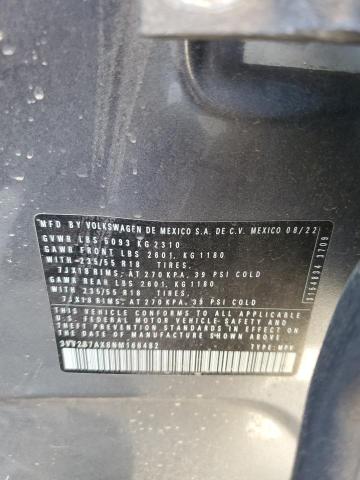 MFD BY VOLKSWAGEN DE MEXICO S.A. DE C.V. MEXICO 08/22
GVWR LBS 5093 KG 2310
GAWR FRONT LBS 2601, KG 1180
WITH 235/55 R18 TIRES,
7JX18 RIMS, AT 270 KPA, 39 PSI COLD
GAWR REAR LBS 2601, KG 1180
WITH 235/55 R18 TIRES,
7JX18 RIMS, AT 270 KPA, 39 PSI COLD
THIS VEHICLE CONFORMS TO ALL APPLICABLE
U.S. FEDERAL MOTOR VEHICLE SAFETY AND
THEFT PREVENTION STANDARDS IN EFFECT ON
THE DATE OF MANUFACTURE SHOWN ABOVE
TYPE: MPV